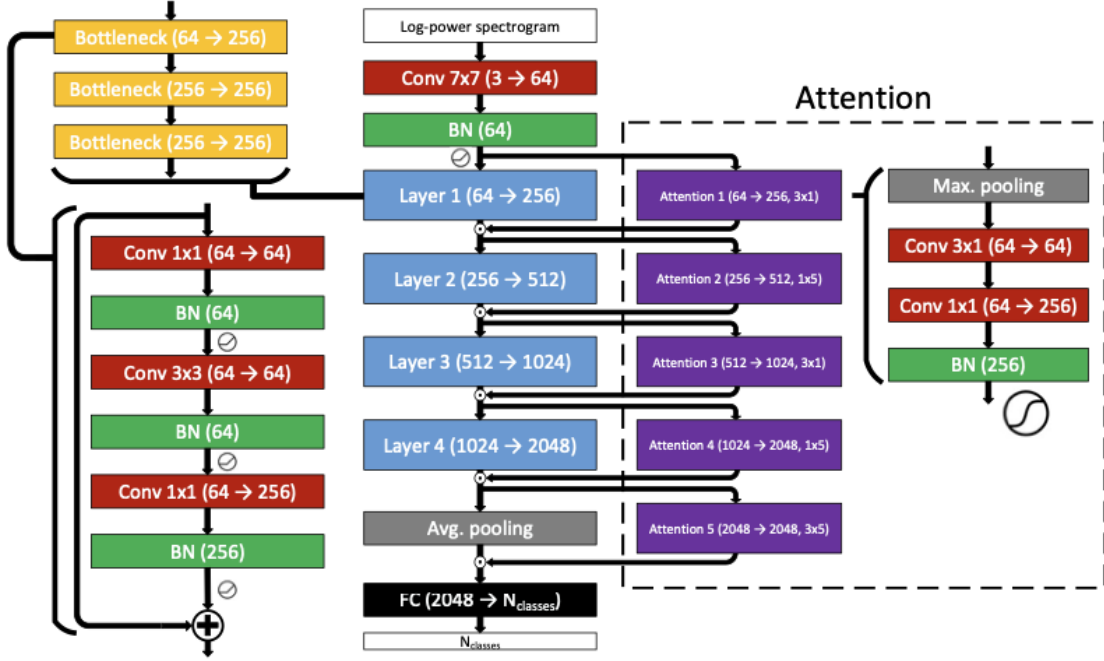 Bottleneck (64 → 256)
Bottleneck (256 → 256)
Bottleneck (256 → 256)
Conv 1x1 (64 → 64)
BN (64)
Conv 3x3 (64 → 64)
BN (64)
Conv 1x1 (64 → 256)
BN (256)
Log-power spectrogram
Conv 7x7 (3 → 64)
BN (64)
Layer 1 (64 → 256)
Layer 2 (256 → 512)
Layer 3 (512 → 1024)
Layer 4 (1024 → 2048)
Avg. pooling
FC (2048 → Nclasses)
Nclasses
Attention
Attention 1 (64 → 256, 3x1)
Attention 2 (256 → 512, 1x5)
Attention 3 (512 → 1024, 3x1)
Attention 4 (1024 → 2048, 1x5)
Attention 5 (2048 → 2048, 3x5)
Max. pooling
Conv 3x1 (64 → 64)
Conv 1x1 (64 → 256)
BN (256)